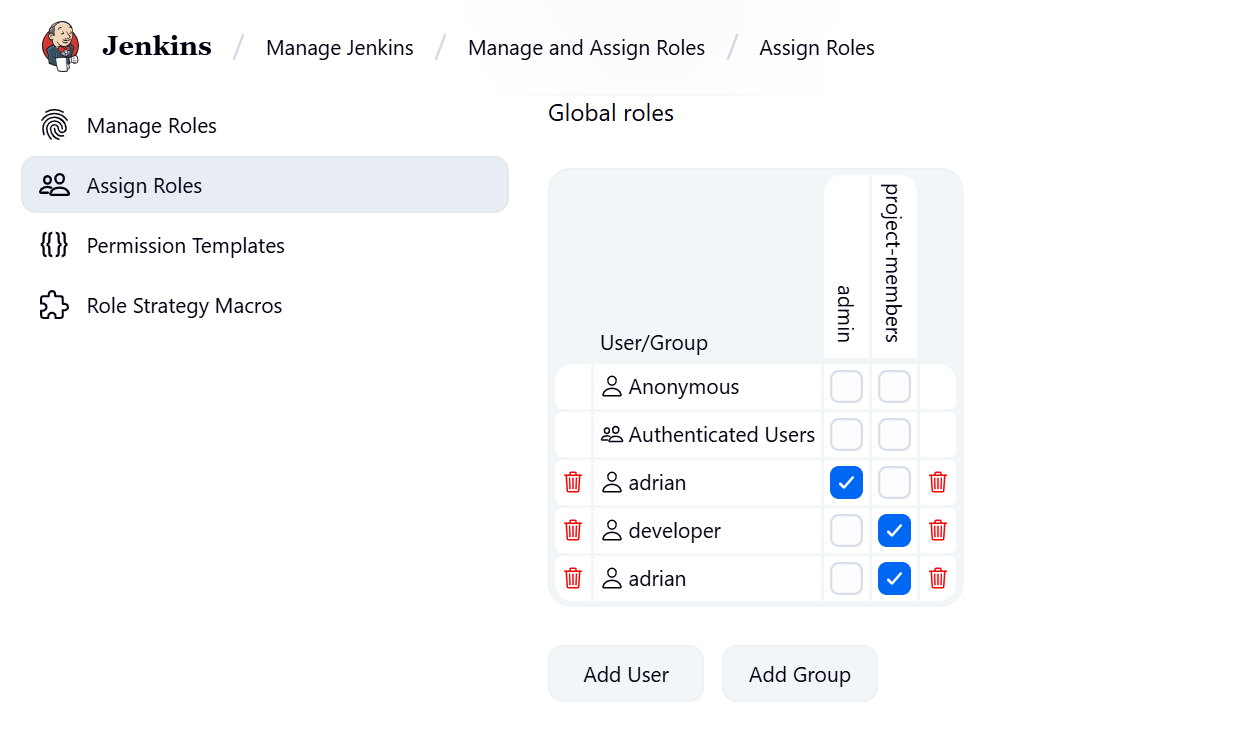 Jenkins / Manage Jenkins / Manage and Assign Roles / Assign Roles
Manage Roles
Assign Roles
Permission Templates
Role Strategy Macros
Global roles
User/Group
admin
project-members
Anonymous
Authenticated Users
adrian
developer
adrian
Add User Add Group